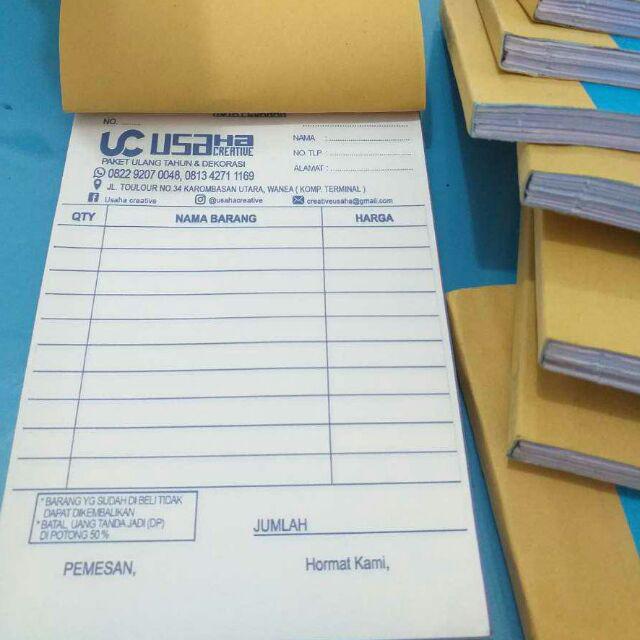 NO. ..........
UC USAHA
CREATIVE
PAKET ULANG TAHUN & DEKORASI
0822 9207 0048, 0813 4271 1169
JL. TOULOUR NO.34 KAROMBASAN UTARA, WANEA ( KOMP. TERMINAL )
Usaha creative @usahacreative creativeusaha@gmail.com
NAMA :
NO. TLP :
ALAMAT :
QTY NAMA BARANG HARGA
* BARANG YG SUDAH DI BELI TIDAK
DAPAT DIKEMBALIKAN
* BATAL, UANG TANDA JADI (DP)
DI POTONG 50 %
JUMLAH
PEMESAN, Hormat Kami,